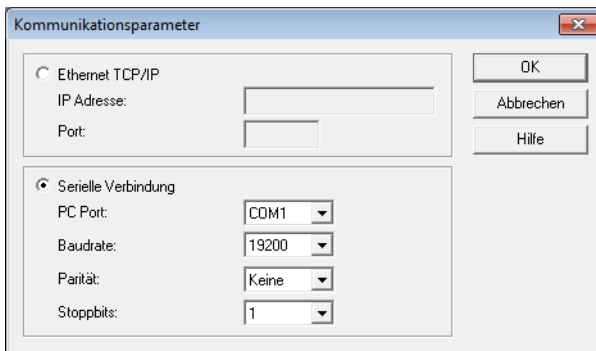 Kommunikationsparameter
Ethernet TCP/IP
IP Adresse:
Port:
OK
Abbrechen
Hilfe
Serielle Verbindung
PC Port: COM1
Baudrate: 19200
Parität: Keine
Stoppbits: 1